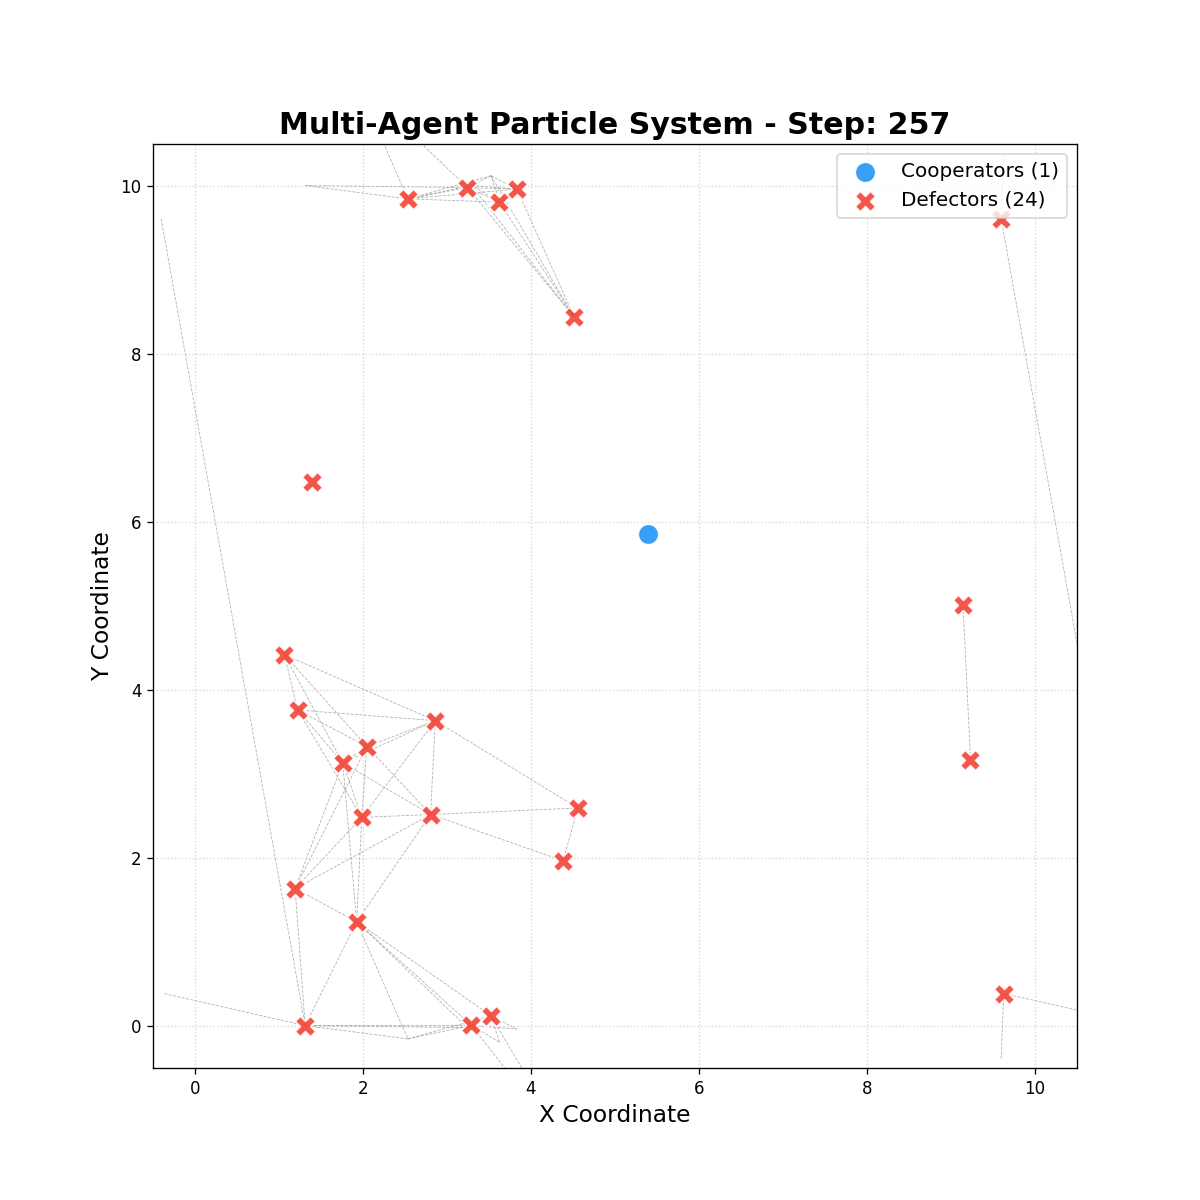 Multi-Agent Particle System - Step: 257
Cooperators (1)
Defectors (24)
10
8
6
4
2
0
Y Coordinate
0 2 4 6 8 10
X Coordinate